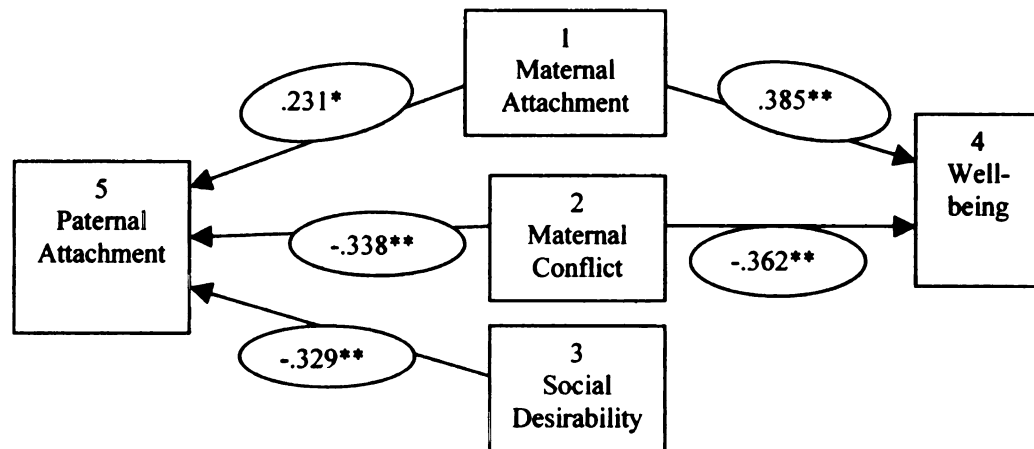 1
Maternal
Attachment
.231*
.385**
5
Paternal
Attachment
2
Maternal
Conflict
4
Well-
being
-.338**
-.362**
3
Social
Desirability
-.329**